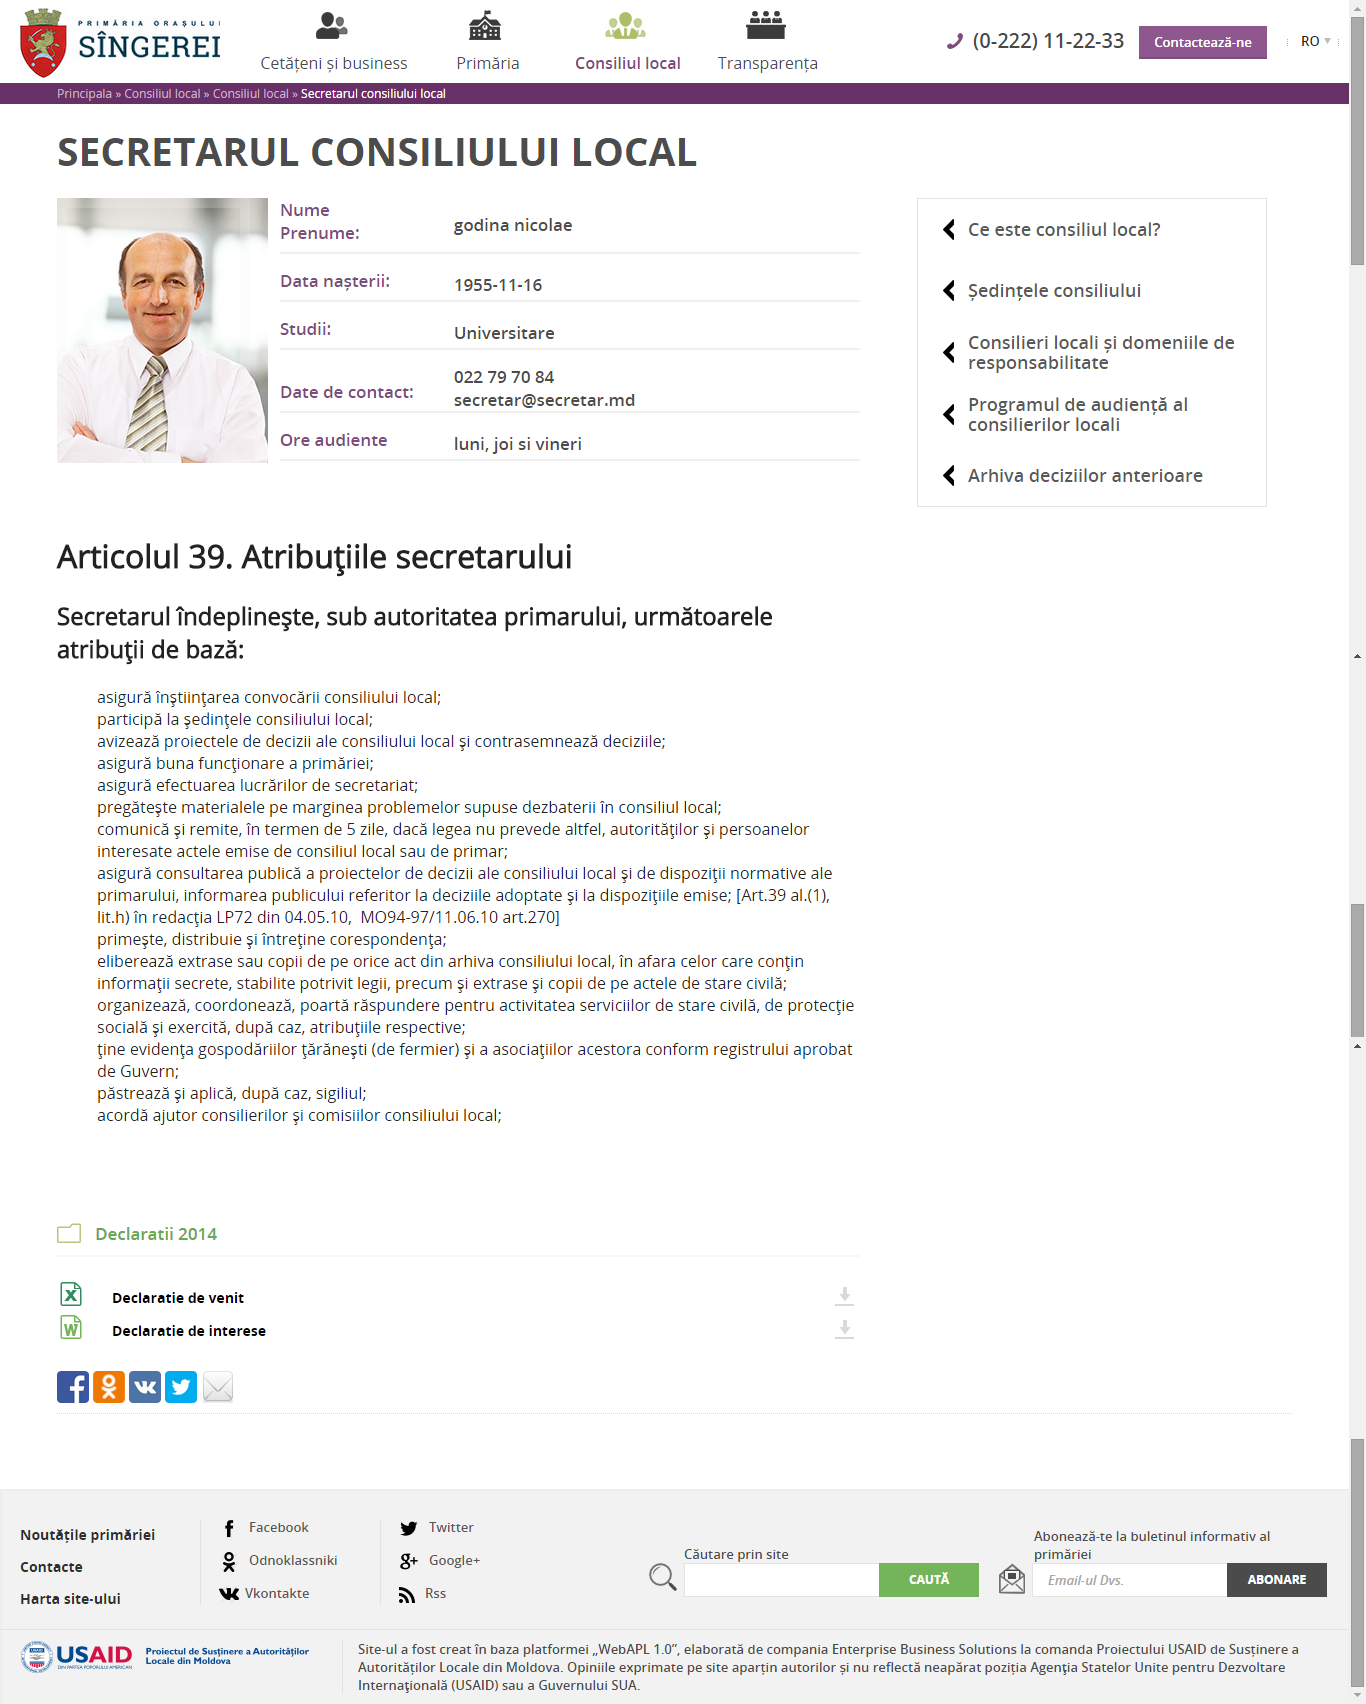 PRIMĂRIA ORAȘULUI
SÎNGEREI
Cetățeni și business
Primăria
Consiliul local
Transparența
(0-222) 11-22-33
Contactează-ne
RO
Principala » Consiliul local » Consiliul local » Secretarul consiliului local
SECRETARUL CONSILIULUI LOCAL
Nume
Prenume:
godina nicolae
Data nașterii:
1955-11-16
Studii:
Universitare
Date de contact:
022 79 70 84
secretar@secretar.md
Ore audiente
luni, joi si vineri
Ce este consiliul local?
Ședințele consiliului
Consilieri locali și domeniile de
responsabilitate
Programul de audiență al
consilierilor locali
Arhiva deciziilor anterioare
Articolul 39. Atribuţiile secretarului
Secretarul îndeplineşte, sub autoritatea primarului, următoarele
atribuţii de bază:
asigură înştiinţarea convocării consiliului local;
participă la şedinţele consiliului local;
avizează proiectele de decizii ale consiliului local şi contrasemnează deciziile;
asigură buna funcţionare a primăriei;
asigură efectuarea lucrărilor de secretariat;
pregăteşte materialele pe marginea problemelor supuse dezbaterii în consiliul local;
comunică şi remite, în termen de 5 zile, dacă legea nu prevede altfel, autorităţilor şi persoanelor
interesate actele emise de consiliul local sau de primar;
asigură consultarea publică a proiectelor de decizii ale consiliului local şi de dispoziţii normative ale
primarului, informarea publicului referitor la deciziile adoptate şi la dispoziţiile emise; [Art.39 al.(1),
lit.h) în redacţia LP72 din 04.05.10,  MO94-97/11.06.10 art.270]
primeşte, distribuie şi întreţine corespondenţa;
eliberează extrase sau copii de pe orice act din arhiva consiliului local, în afara celor care conţin
informaţii secrete, stabilite potrivit legii, precum şi extrase şi copii de pe actele de stare civilă;
organizează, coordonează, poartă răspundere pentru activitatea serviciilor de stare civilă, de protecţie
socială şi exercită, după caz, atribuţiile respective;
ţine evidenţa gospodăriilor ţărăneşti (de fermier) şi a asociaţiilor acestora conform registrului aprobat
de Guvern;
păstrează şi aplică, după caz, sigiliul;
acordă ajutor consilierilor şi comisiilor consiliului local;
Declaratii 2014
Declaratie de venit
Declaratie de interese
Noutățile primăriei
Contacte
Harta site-ului
Facebook
Odnoklassniki
Vkontakte
Twitter
Google+
Rss
Căutare prin site
CAUTĂ
Abonează-te la buletinul informativ al
primăriei
Email-ul Dvs.
ABONARE
USAID
DIN PARTEA POPORULUI AMERICAN
Proiectul de Susținere a Autorităților
Locale din Moldova
Site-ul a fost creat în baza platformei „WebAPL 1.0”, elaborată de compania Enterprise Business Solutions la comanda Proiectului USAID de Susținere a
Autorităților Locale din Moldova. Opiniile exprimate pe site aparțin autorilor și nu reflectă neapărat poziția Agenția Statelor Unite pentru Dezvoltare
Internațională (USAID) sau a Guvernului SUA.